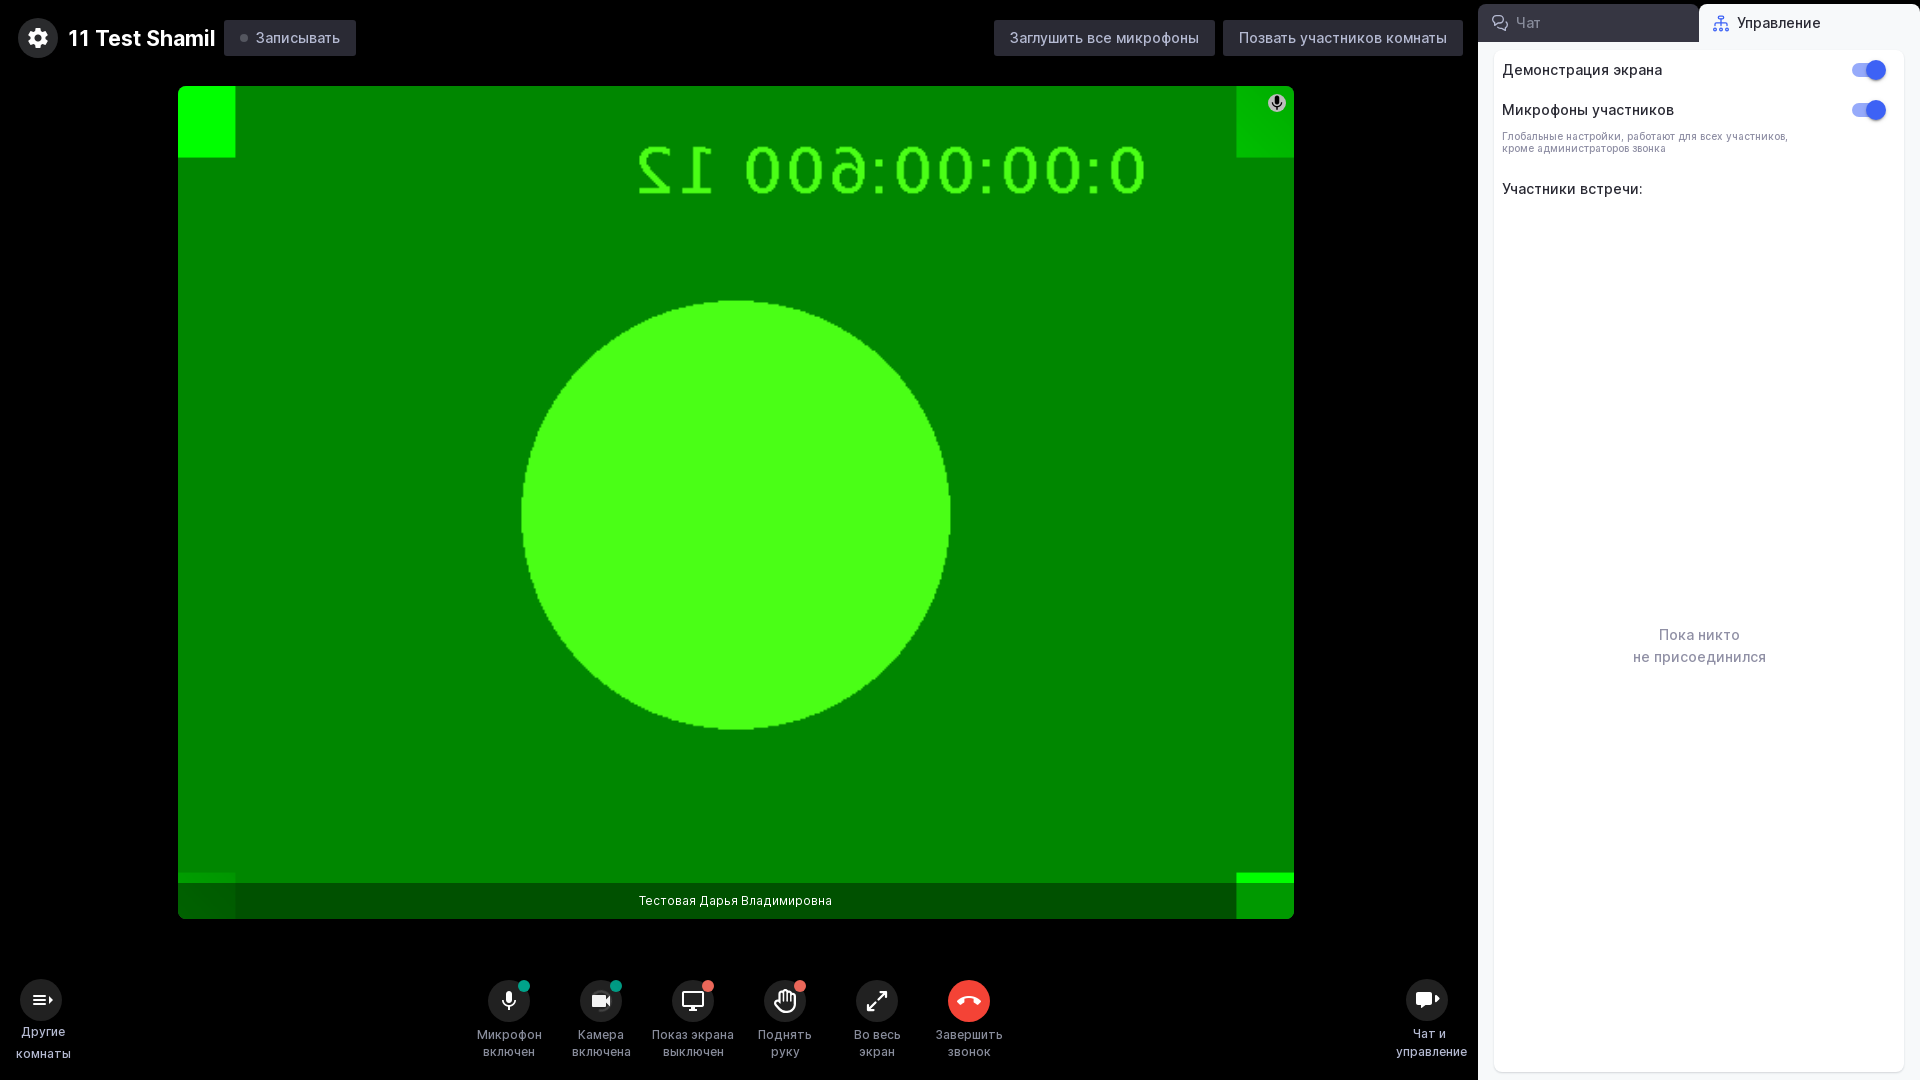 11 Test Shamil
Записывать
Заглушить все микрофоны
Позвать участников комнаты
Чат
Управление
Демонстрация экрана
Микрофоны участников
Глобальные настройки, работают для всех участников,
кроме администраторов звонка
Участники встречи:
0:00:00:600 12
Пока никто
не присоединился
Тестовая Дарья Владимировна
Другие
комнаты
Микрофон
включен
Камера
включена
Показ экрана
выключен
Поднять
руку
Во весь
экран
Завершить
звонок
Чат и
управление